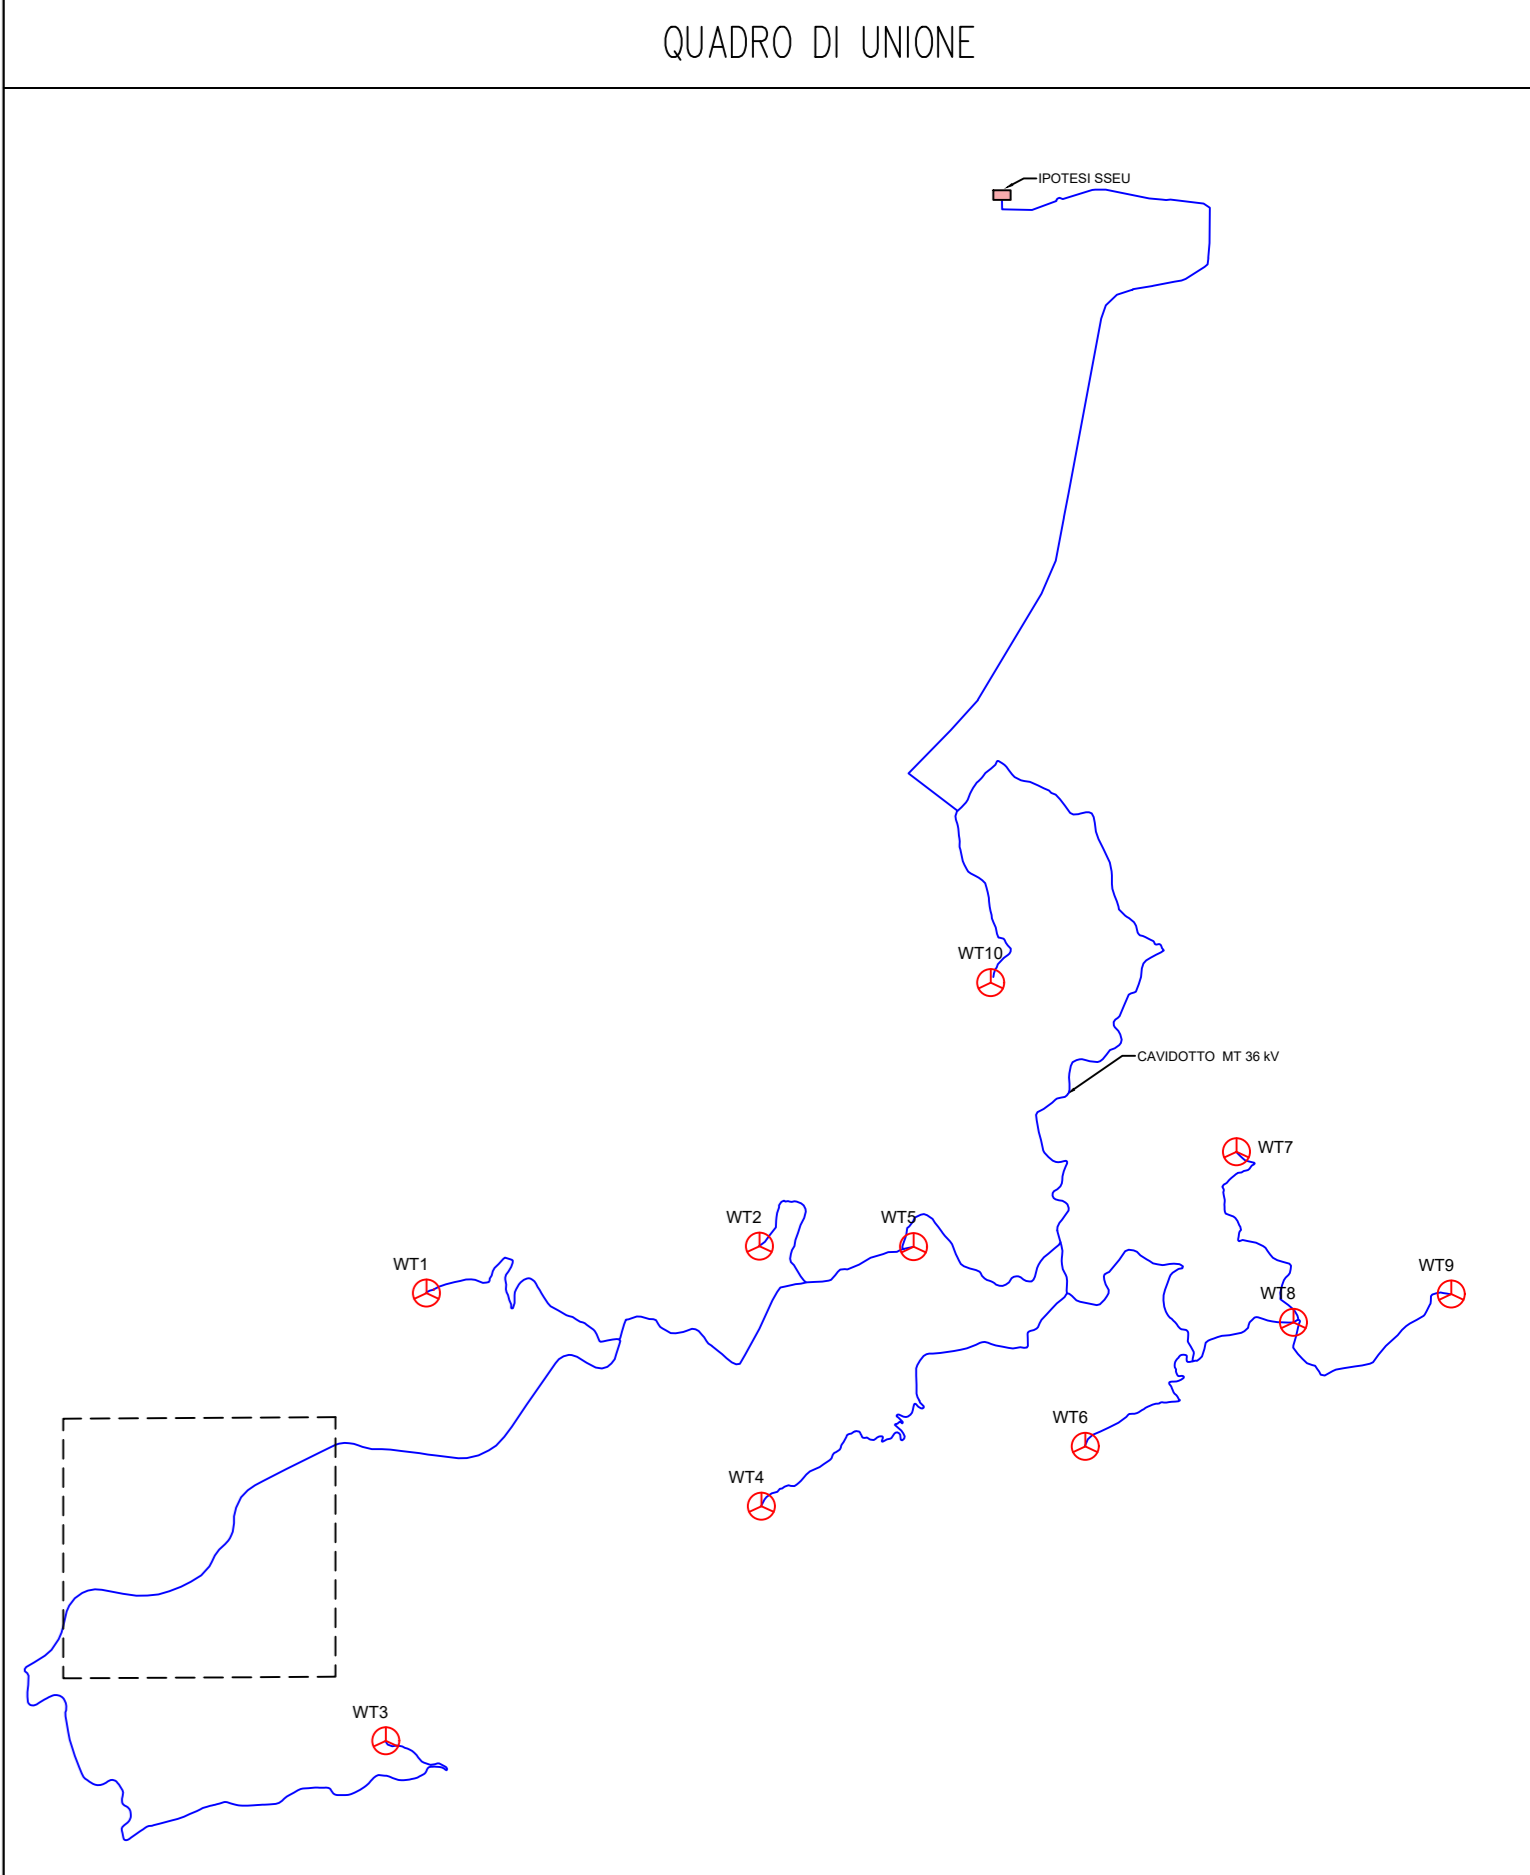 QUADRO DI UNIONE
IPOTESI SSEU
WT10
CAVIDOTTO MT 36 kV
WT7
WT2
WT5
WT1
WT9
WT8
WT6
WT4
WT3